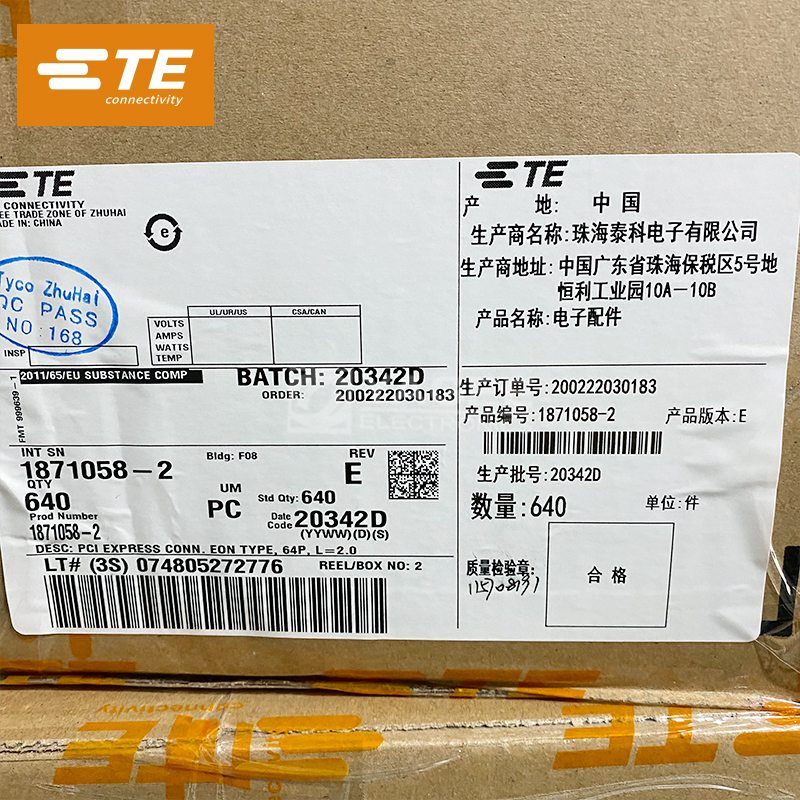 TE
connectivity
TE
CONNECTIVITY
EE TRADE ZONE OF ZHUHAI
ADE IN: CHINA
e
Tyco ZhuHai
QC PASS
NO:168
INSP
UL/UR/US
CSA/CAN
VOLTS
AMPS
WATTS
TEMP
2011/65/EU SUBSTANCE COMP
BATCH: 20342D
ORDER: 200222030183
FMT 999639-1
INT SN
1871058-2
Bldg: F08
REV
E
QTY
640
UM
PC
Std Qty: 640
Prod Number
1871058-2
Date Code 20342D
(YYWW)(D)(S)
DESC: PCI EXPRESS CONN. EON TYPE, 64P, L=2.0
LT# (3S) 074805272776
REEL/BOX NO: 2
TE
产 地: 中国
生产商名称:珠海泰科电子有限公司
生产商地址: 中国广东省珠海保税区5号地
恒利工业园10A-10B
产品名称:电子配件
生产订单号:200222030183
产品编号:1871058-2
产品版本:E
生产批号:20342D
数量:640
单位:件
质量检验章:
合格
connectivity
TE